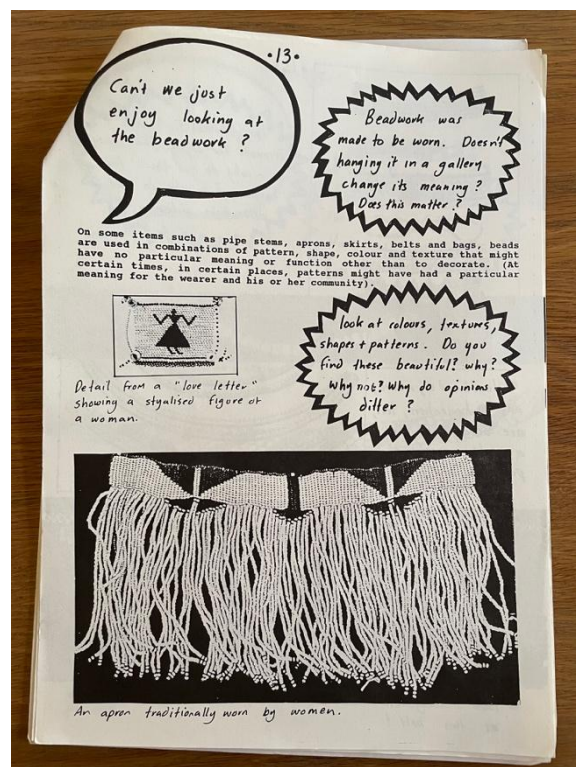 •13•
Can't we just
enjoy looking at
the beadwork ?
Beadwork was
made to be worn. Doesn't
hanging it in a gallery
change its meaning ?
Does this matter ?
On some items such as pipe stems, aprons, skirts, belts and bags, beads
are used in combinations of pattern, shape, colour and texture that might
have no particular meaning or function other than to decorate. (At
certain times, in certain places, patterns might have had a particular
meaning for the wearer and his or her community).
look at colours, textures,
shapes + patterns. Do you
find these beautiful? why?
Why not? Why do opinions
differ ?
Detail from a "love letter"
showing a styalised figure of
a woman.
An apron traditionally worn by women.